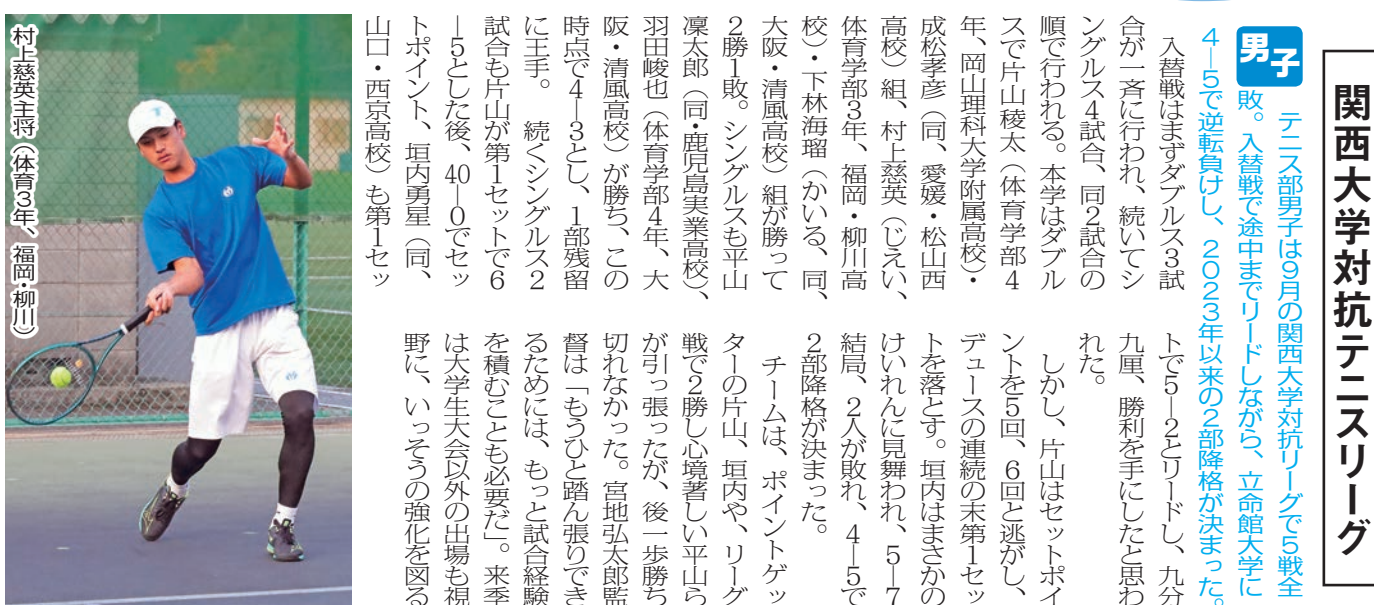 関西大学対抗テニスリーグ
男子
テニス部男子は9月の関西大学対抗リーグで5戦全
敗。入替戦で途中までリードしながら、立命館大学に
4―5で逆転負けし、2023年以来の2部降格が決まった。
入替戦はまずダブルス3試
合が一斉に行われ、続いてシ
ングルス4試合、同2試合の
順で行われる。本学はダブル
スで片山稜太（体育学部4
年、岡山理科大学附属高校）・
成松孝彦（同、愛媛・松山西
高校）組、村上慈英（じえい、
体育学部3年、福岡・柳川高
校）・下林海瑠（かいる、同、
大阪・清風高校）組が勝って
2勝1敗。シングルスも平山
凜太郎（同・鹿児島実業高校）、
羽田峻也（体育学部4年、大
阪・清風高校）が勝ち、この
時点で4―3とし、1部残留
に王手。　続くシングルス2
試合も片山が第1セットで6
―5とした後、40―0でセッ
トポイント、垣内勇星（同、
山口・西京高校）も第1セッ
トで5―2とリードし、九分
九厘、勝利を手にしたと思わ
れた。
しかし、片山はセットポイ
ントを5回、6回と逃がし、
デュースの連続の末第1セッ
トを落とす。垣内はまさかの
けいれんに見舞われ、5―7
結局、2人が敗れ、4―5で
2部降格が決まった。
チームは、ポイントゲッ
ターの片山、垣内や、リーグ
戦で2勝し心境著しい平山ら
が引っ張ったが、後一歩勝ち
切れなかった。宮地弘太郎監
督は「もうひと踏ん張りでき
るためには、もっと試合経験
を積むことも必要だ」。来季
は大学生大会以外の出場も視
野に、いっそうの強化を図る
村上慈英主将（体育3年、福岡・柳川）